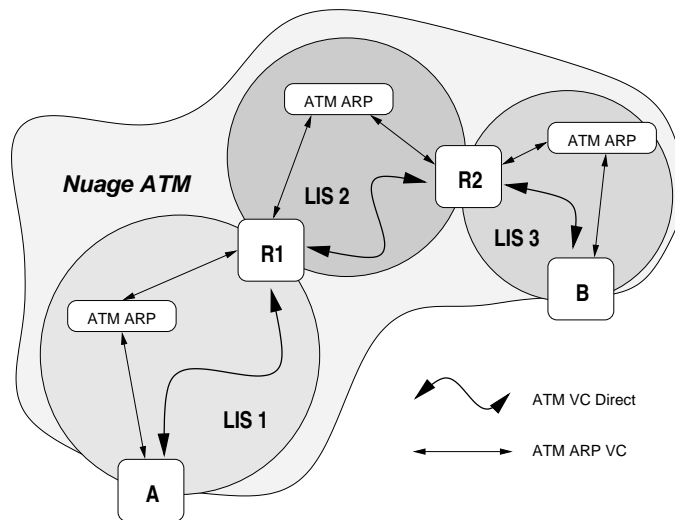 ATM ARP
ATM ARP
Nuage ATM
R2
LIS 2
LIS 3
R1
B
ATM ARP
ATM VC Direct
LIS 1
ATM ARP VC
A